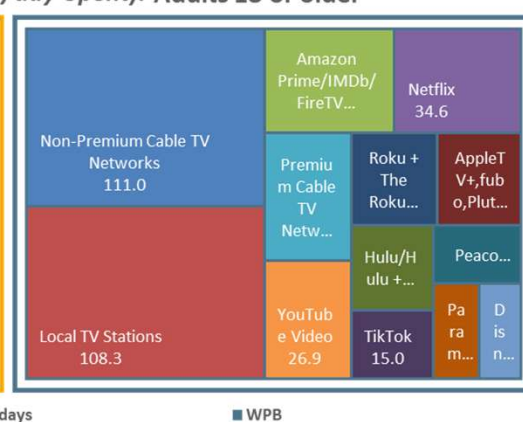 Adults 18 or older
Non-Premium Cable TV
Networks
111.0
Local TV Stations
108.3
Amazon
Prime/IMDb/
FireTV...
Netflix
34.6
Premiu
m Cable
TV
Netw...
Roku +
The
Roku...
AppleT
V+,fub
o,Plut...
Hulu/H
ulu +...
Peaco...
YouTub
e Video
26.9
TikTok
15.0
Pa
ra
m...
D
is
n...
days
WPB